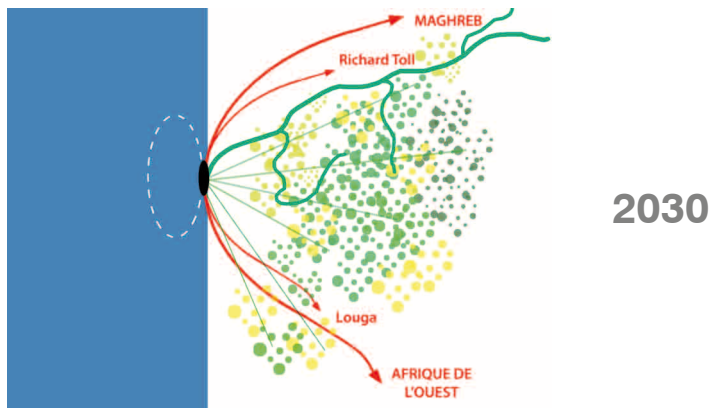 MAGHREB
Richard Toll
2030
Louga
AFRIQUE DE
L'OUEST